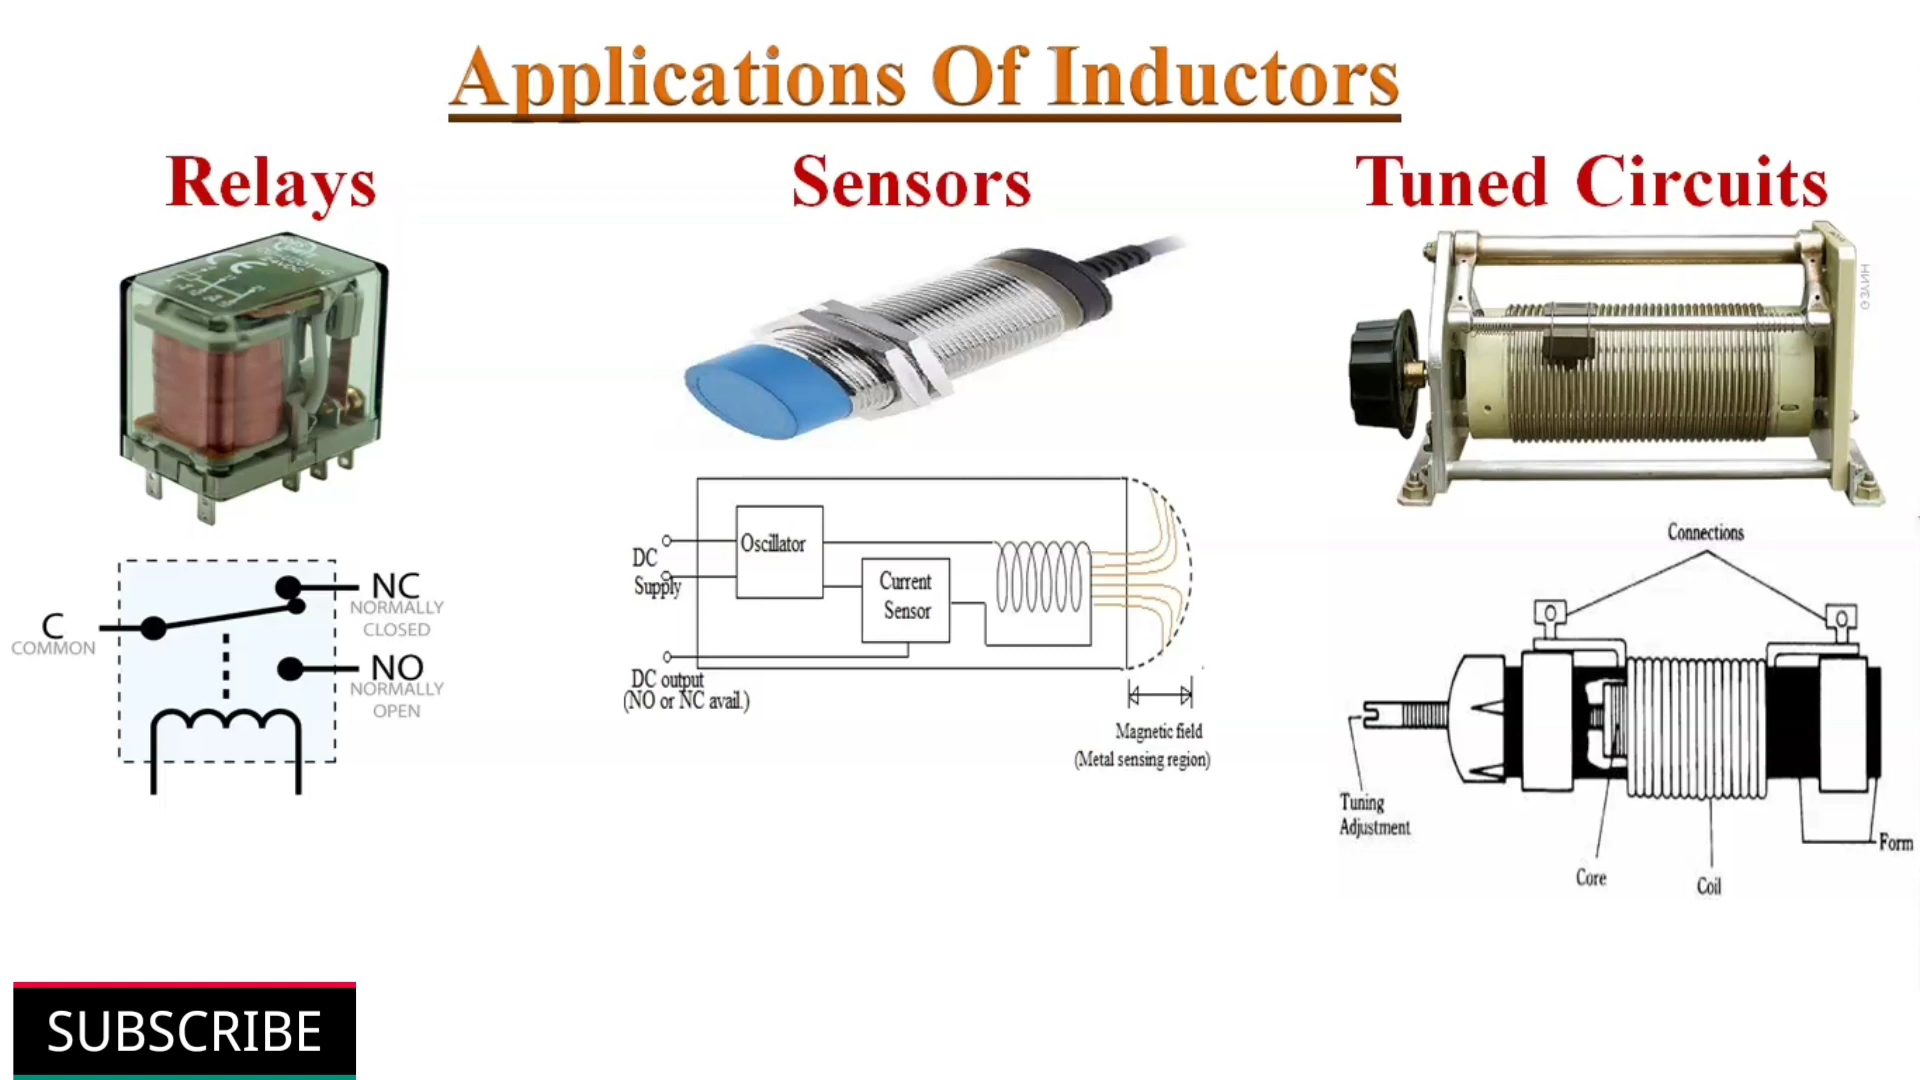 Applications Of Inductors
Relays
Sensors
Tuned Circuits
C
COMMON
NC
NORMALLY
CLOSED
NO
NORMALLY
OPEN
DC
Supply
Oscillator
Current
Sensor
DC output
(NO or NC avail.)
Magnetic field
(Metal sensing region)
Connections
Tuning
Adjustment
Core
Coil
Form
SUBSCRIBE